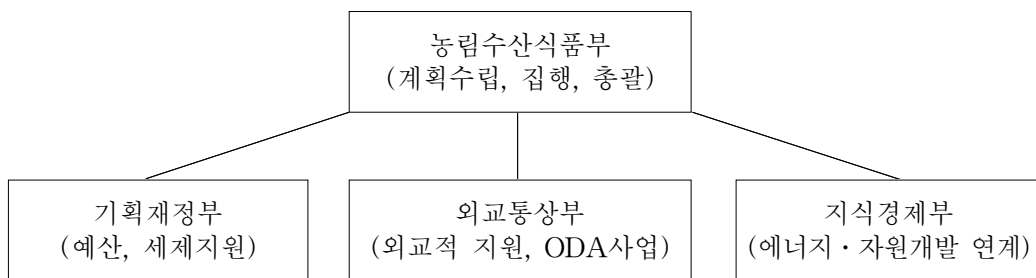 농림수산식품부
(계획수립, 집행, 총괄)
기획재정부
(예산, 세제지원)
외교통상부
(외교적 지원, ODA사업)
지식경제부
(에너지・자원개발 연계)